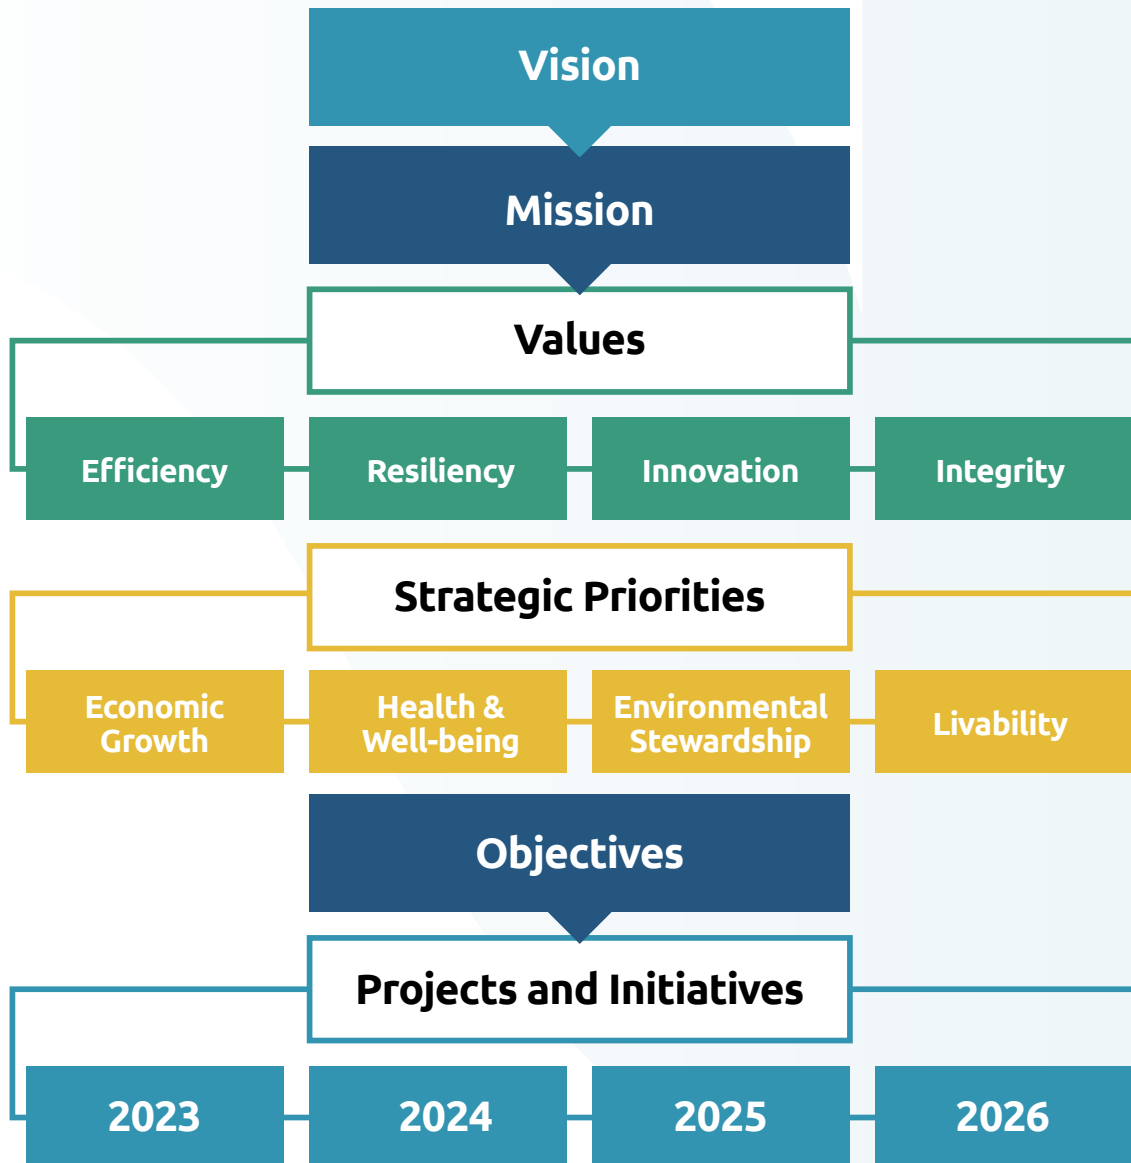 Vision
Mission
Values
Efficiency
Resiliency
Innovation
Integrity
Strategic Priorities
Economic
Growth
Health &
Well-being
Environmental
Stewardship
Livability
Objectives
Projects and Initiatives
2023
2024
2025
2026